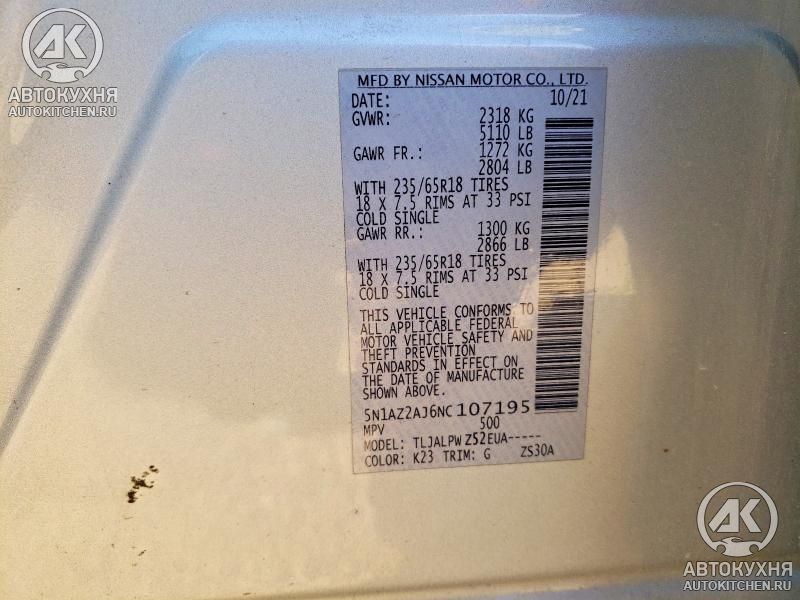 АК
АВТОКУХНЯ
AUTOKITCHEN.RU
MFD BY NISSAN MOTOR CO., LTD.
DATE: 10/21
GVWR: 2318 KG
5110 LB
GAWR FR.: 1272 KG
2804 LB
WITH 235/65R18 TIRES
18 X 7.5 RIMS AT 33 PSI
COLD SINGLE
GAWR RR.: 1300 KG
2866 LB
WITH 235/65R18 TIRES
18 X 7.5 RIMS AT 33 PSI
COLD SINGLE
THIS VEHICLE CONFORMS TO
ALL APPLICABLE FEDERAL
MOTOR VEHICLE SAFETY AND
THEFT PREVENTION
STANDARDS IN EFFECT ON
THE DATE OF MANUFACTURE
SHOWN ABOVE.
5N1AZ2AJ6NC107195
MPV 500
MODEL: TLJALPW Z52EUA-----
COLOR: K23 TRIM: G ZS30A
АК
АВТОКУХНЯ
AUTOKITCHEN.RU